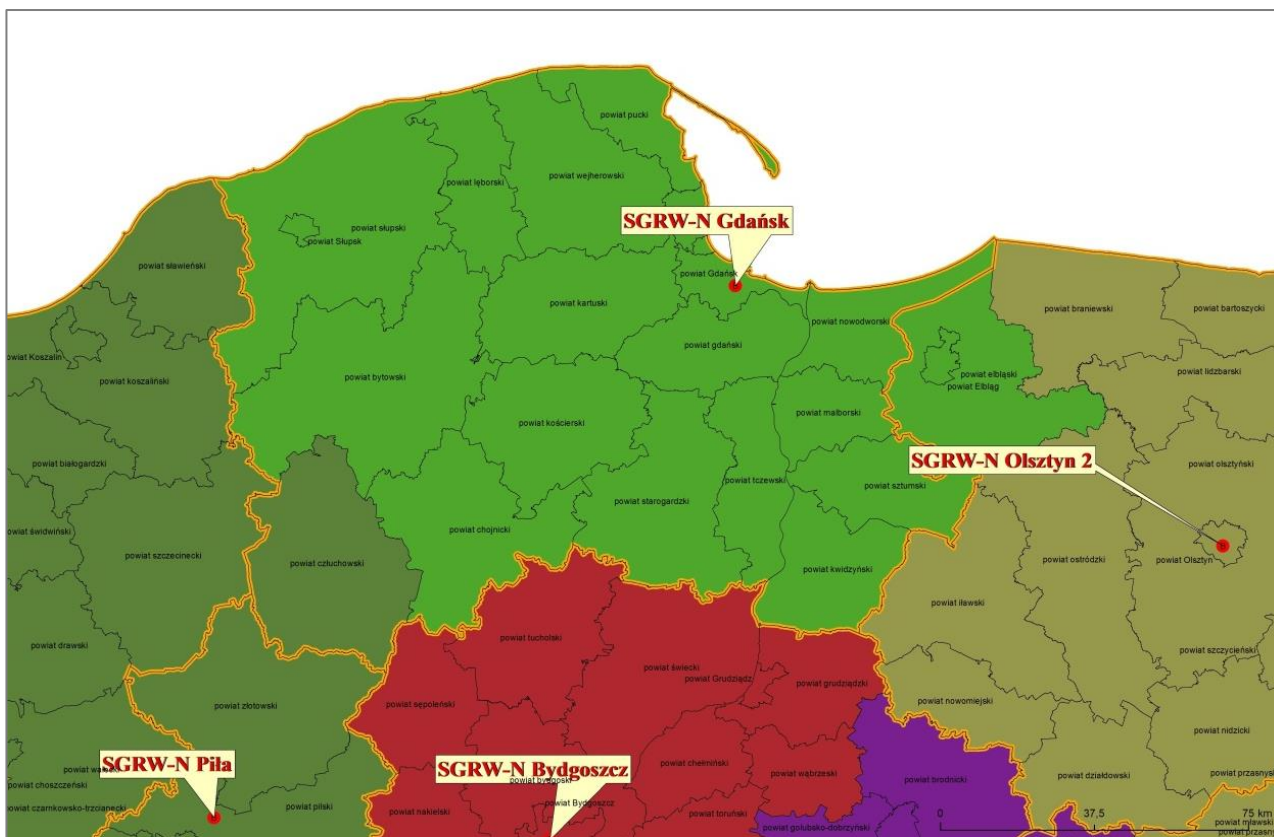 powiat pucki
powiat lęborski
powiat wejherowski
SGRW-N Gdańsk
powiat słupski
powiat Słupsk
powiat sławieński
powiat Gdańsk
powiat kartuski
powiat nowodworski
powiat braniewski
powiat bartoszycki
powiat gdański
powiat Koszalin
powiat koszaliński
powiat bytowski
powiat elbląski
powiat Elbląg
powiat lidzbarski
powiat malborski
powiat kościerski
powiat białogardzki
SGRW-N Olsztyn 2
powiat olsztyński
powiat tczewski
powiat sztumski
powiat starogardzki
powiat chojnicki
powiat świdwiński
powiat szczecinecki
powiat człuchowski
powiat kwidzyński
powiat ostródzki
powiat Olsztyn
powiat iławski
powiat tucholski
powiat drawski
powiat świecki
powiat Grudziądz
powiat grudziądzki
powiat szczycieński
powiat sępoleński
powiat nowomiejski
powiat złotowski
powiat nidzicki
SGRW-N Piła
SGRW-N Bydgoszcz
powiat chełmiński
powiat wąbrzeski
powiat brodnicki
powiat działdowski
powiat przasnys
powiat choszczeński
powiat bydgoski
powiat czarnkowsko-trzcianecki
powiat pilski
powiat nakielski
powiat Bydgoszcz
powiat toruński
powiat golubsko-dobrzyński
0 37,5 75 km
powiat mławski
powiat przasn